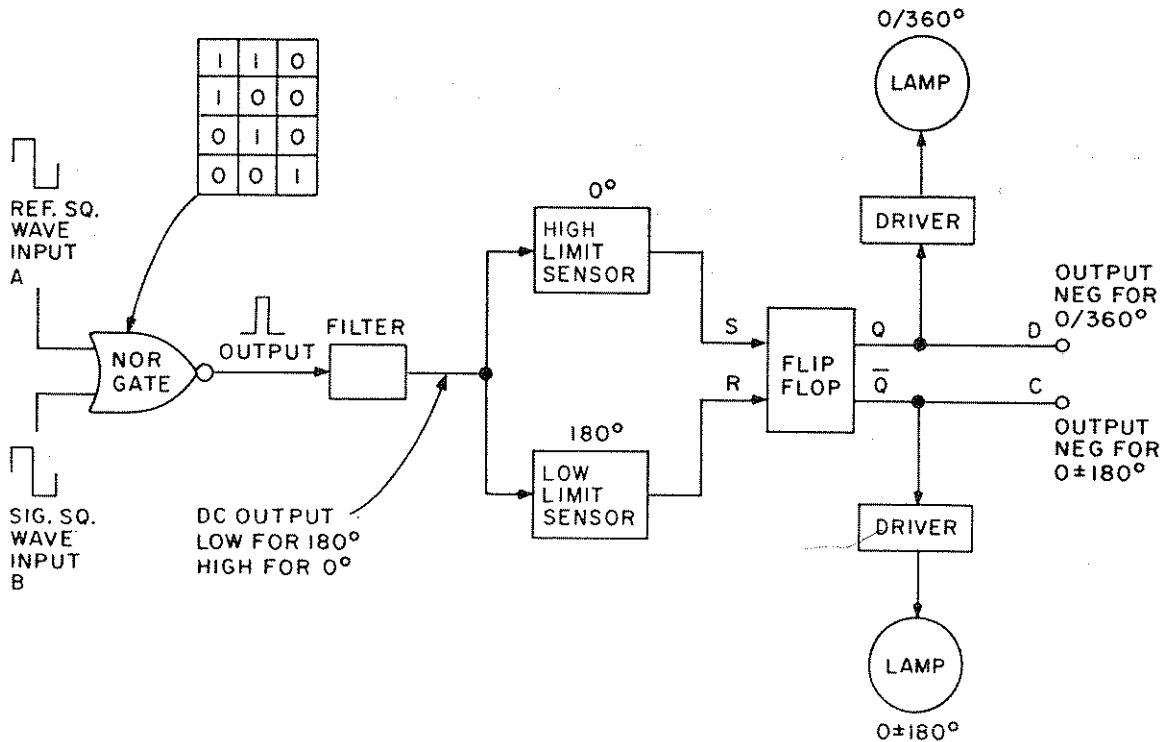 0/360°
LAMP
1 1 0
1 0 0
0 1 0
0 0 1
REF. SQ.
WAVE
INPUT
A
0°
HIGH
LIMIT
SENSOR
DRIVER
OUTPUT
NEG FOR
0/360°
NOR
GATE
OUTPUT
FILTER
S
R
FLIP
FLOP
Q
Q̅
D
C
OUTPUT
NEG FOR
0±180°
180°
LOW
LIMIT
SENSOR
SIG. SQ.
WAVE
INPUT
B
DC OUTPUT
LOW FOR 180°
HIGH FOR 0°
DRIVER
LAMP
0±180°